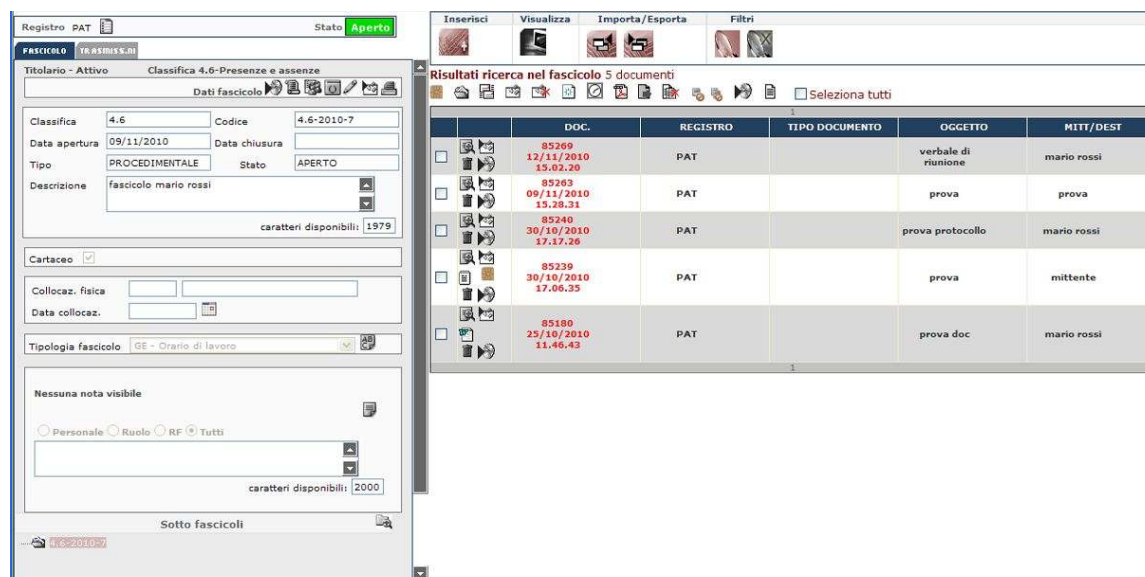 Registro PAT Stato Aperto
FASCICOLO TRASMISS.NI
Titolario - Attivo Classifica 4.6-Presenze e assenze
Dati fascicolo
Classifica 4.6 Codice 4.6-2010-7
Data apertura 09/11/2010 Data chiusura
Tipo PROCEDIMENTALE Stato APERTO
Descrizione fascicolo mario rossi
caratteri disponibili: 1979
Cartaceo
Collocaz. fisica
Data collocaz.
Tipologia fascicolo GE - Orario di lavoro
Nessuna nota visibile
Personale Ruolo RF Tutti
caratteri disponibili: 2000
Sotto fascicoli
4.6-2010-7
Inserisci Visualizza Importa/Esporta Filtri
Risultati ricerca nel fascicolo 5 documenti
Seleziona tutti
1
DOC. REGISTRO TIPO DOCUMENTO OGGETTO MITT/DEST
85269
12/11/2010
15.02.20
PAT
verbale di
riunione
mario rossi
85263
09/11/2010
15.28.31
PAT
prova
prova
85240
30/10/2010
17.17.26
PAT
prova protocollo
mario rossi
85239
30/10/2010
17.06.35
PAT
prova
mittente
85180
25/10/2010
11.46.43
PAT
prova doc
mario rossi
1